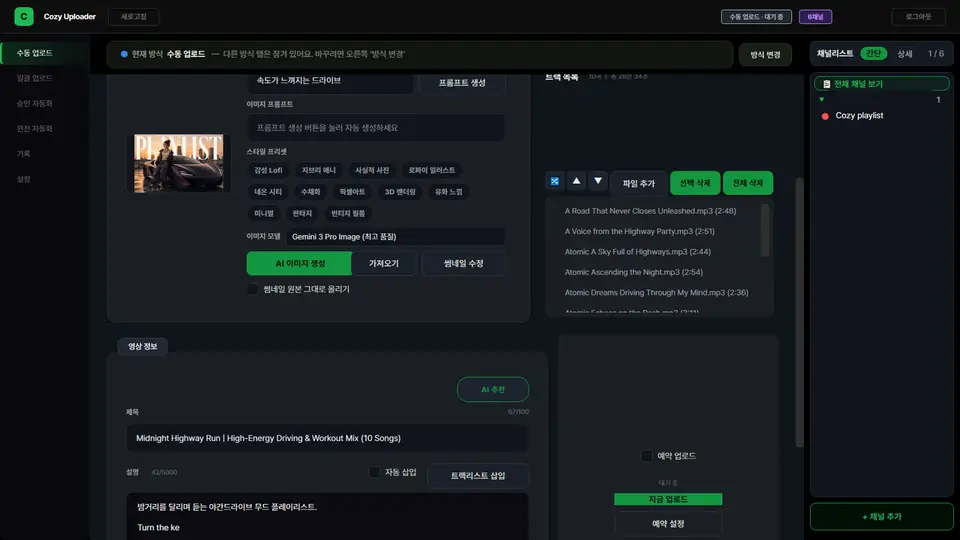 C Cozy Uploader 새로고침 수동 업로드 · 대기 중 6채널 로그아웃
수동 업로드
일괄 업로드
승인 자동화
완전 자동화
기록
설정
현재 방식 수동 업로드 — 다른 방식 탭은 잠겨 있어요. 바꾸려면 오른쪽 '방식 변경'
방식 변경
속도가 느껴지는 드라이브
프롬프트 생성
이미지 프롬프트
프롬프트 생성 버튼을 눌러 자동 생성하세요
PLAYLIST
스타일 프리셋
감성 Lofi 지브리 애니 사실적 사진 로파이 일러스트
네온 시티 수채화 픽셀아트 3D 렌더링 유화 느낌
미니멀 판타지 빈티지 필름
이미지 모델 Gemini 3 Pro Image (최고 품질)
AI 이미지 생성 가져오기 썸네일 수정
썸네일 원본 그대로 올리기
트랙 목록 10곡 | 총 28분 34초
파일 추가 선택 삭제 전체 삭제
A Road That Never Closes Unleashed.mp3 (2:48)
A Voice from the Highway Party.mp3 (2:51)
Atomic A Sky Full of Highways.mp3 (2:44)
Atomic Ascending the Night.mp3 (2:54)
Atomic Dreams Driving Through My Mind.mp3 (2:36)
Atomic Echoes on the Dash.mp3 (3:11)
영상 정보
AI 추천
제목 67/100
Midnight Highway Run | High-Energy Driving & Workout Mix (10 Songs)
설명 42/5000 자동 삽입 트랙리스트 삽입
밤거리를 달리며 듣는 야간드라이브 무드 플레이리스트.
Turn the ke
예약 업로드
대기 중
지금 업로드
예약 설정
채널리스트 간단 상세 1 / 6
전체 채널 보기
1
Cozy playlist
+ 채널 추가